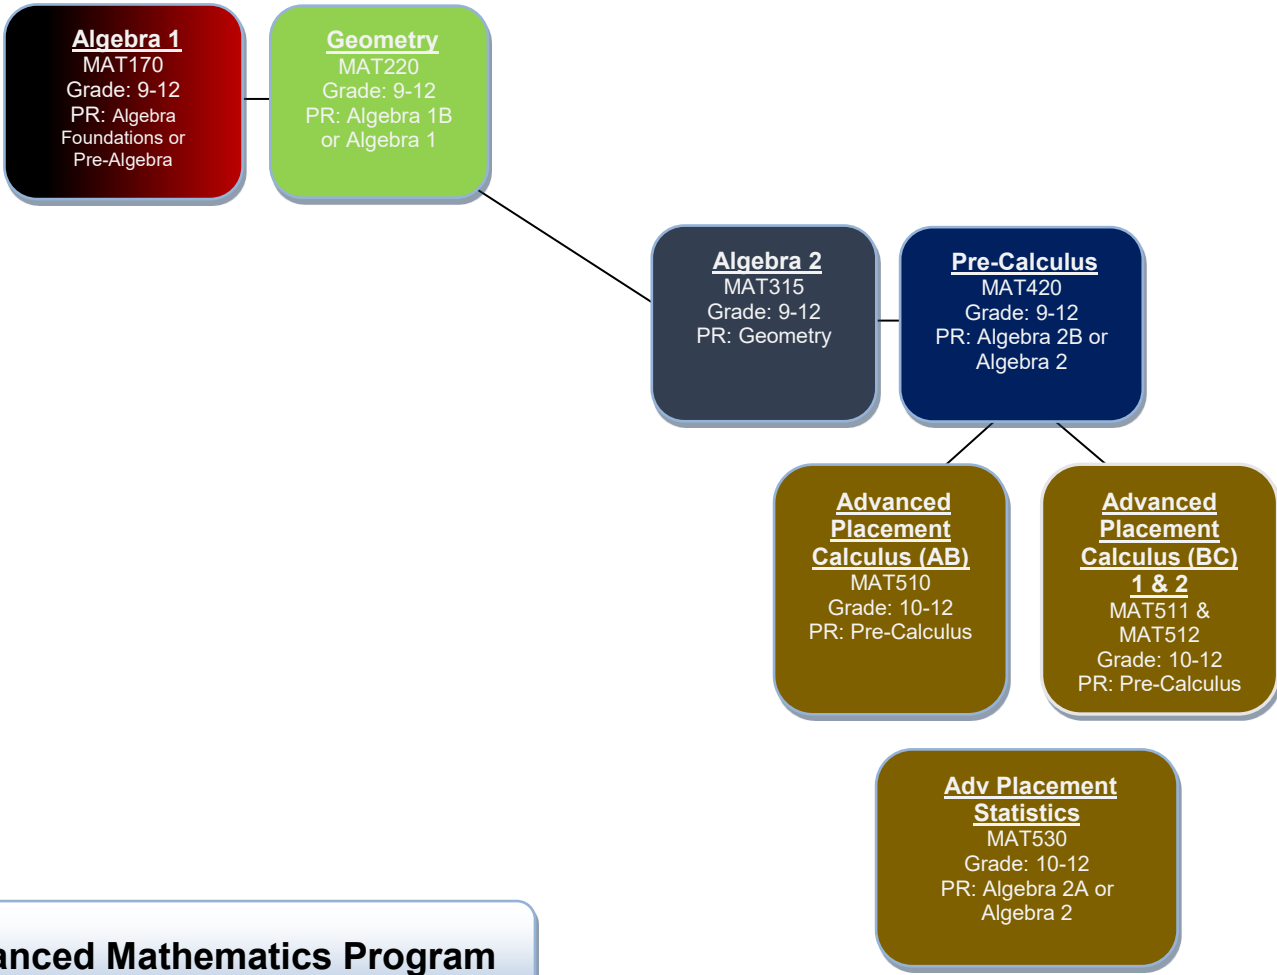 Algebra 1
MAT170
Grade: 9-12
PR: Algebra
Foundations or
Pre-Algebra
Geometry
MAT220
Grade: 9-12
PR: Algebra 1B
or Algebra 1
Algebra 2
MAT315
Grade: 9-12
PR: Geometry
Pre-Calculus
MAT420
Grade: 9-12
PR: Algebra 2B or
Algebra 2
Advanced
Placement
Calculus (AB)
MAT510
Grade: 10-12
PR: Pre-Calculus
Advanced
Placement
Calculus (BC)
1 & 2
MAT511 &
MAT512
Grade: 10-12
PR: Pre-Calculus
Adv Placement
Statistics
MAT530
Grade: 10-12
PR: Algebra 2A or
Algebra 2
anced Mathematics Program